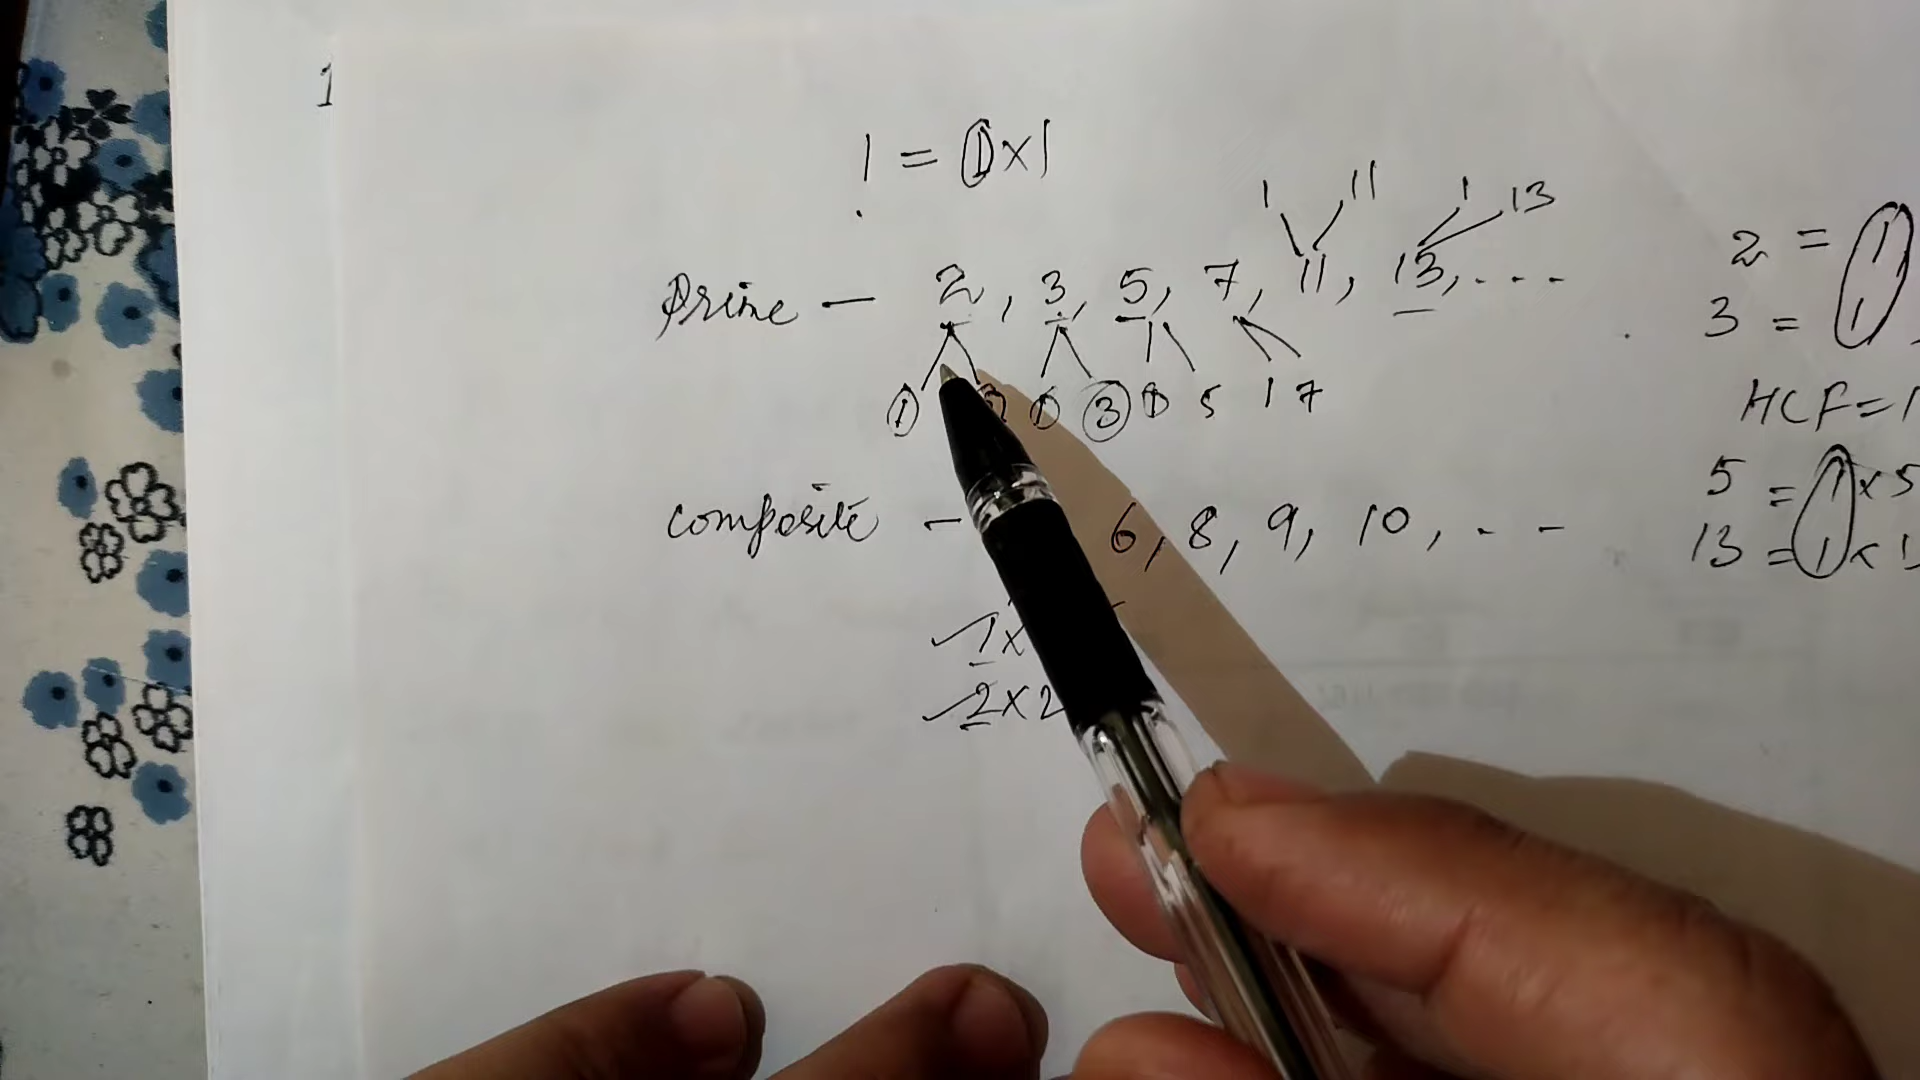 1
1 = 1×1
1 11 1 13
Prime — 2, 3, 5, 7, 11, 13, ...
1 1 3 1 5 1 7
composite — 6, 8, 9, 10, . - -
1×
2×2
2 = 1
3 = 1
HCF=1
5 = 1×5
13 = 1×1